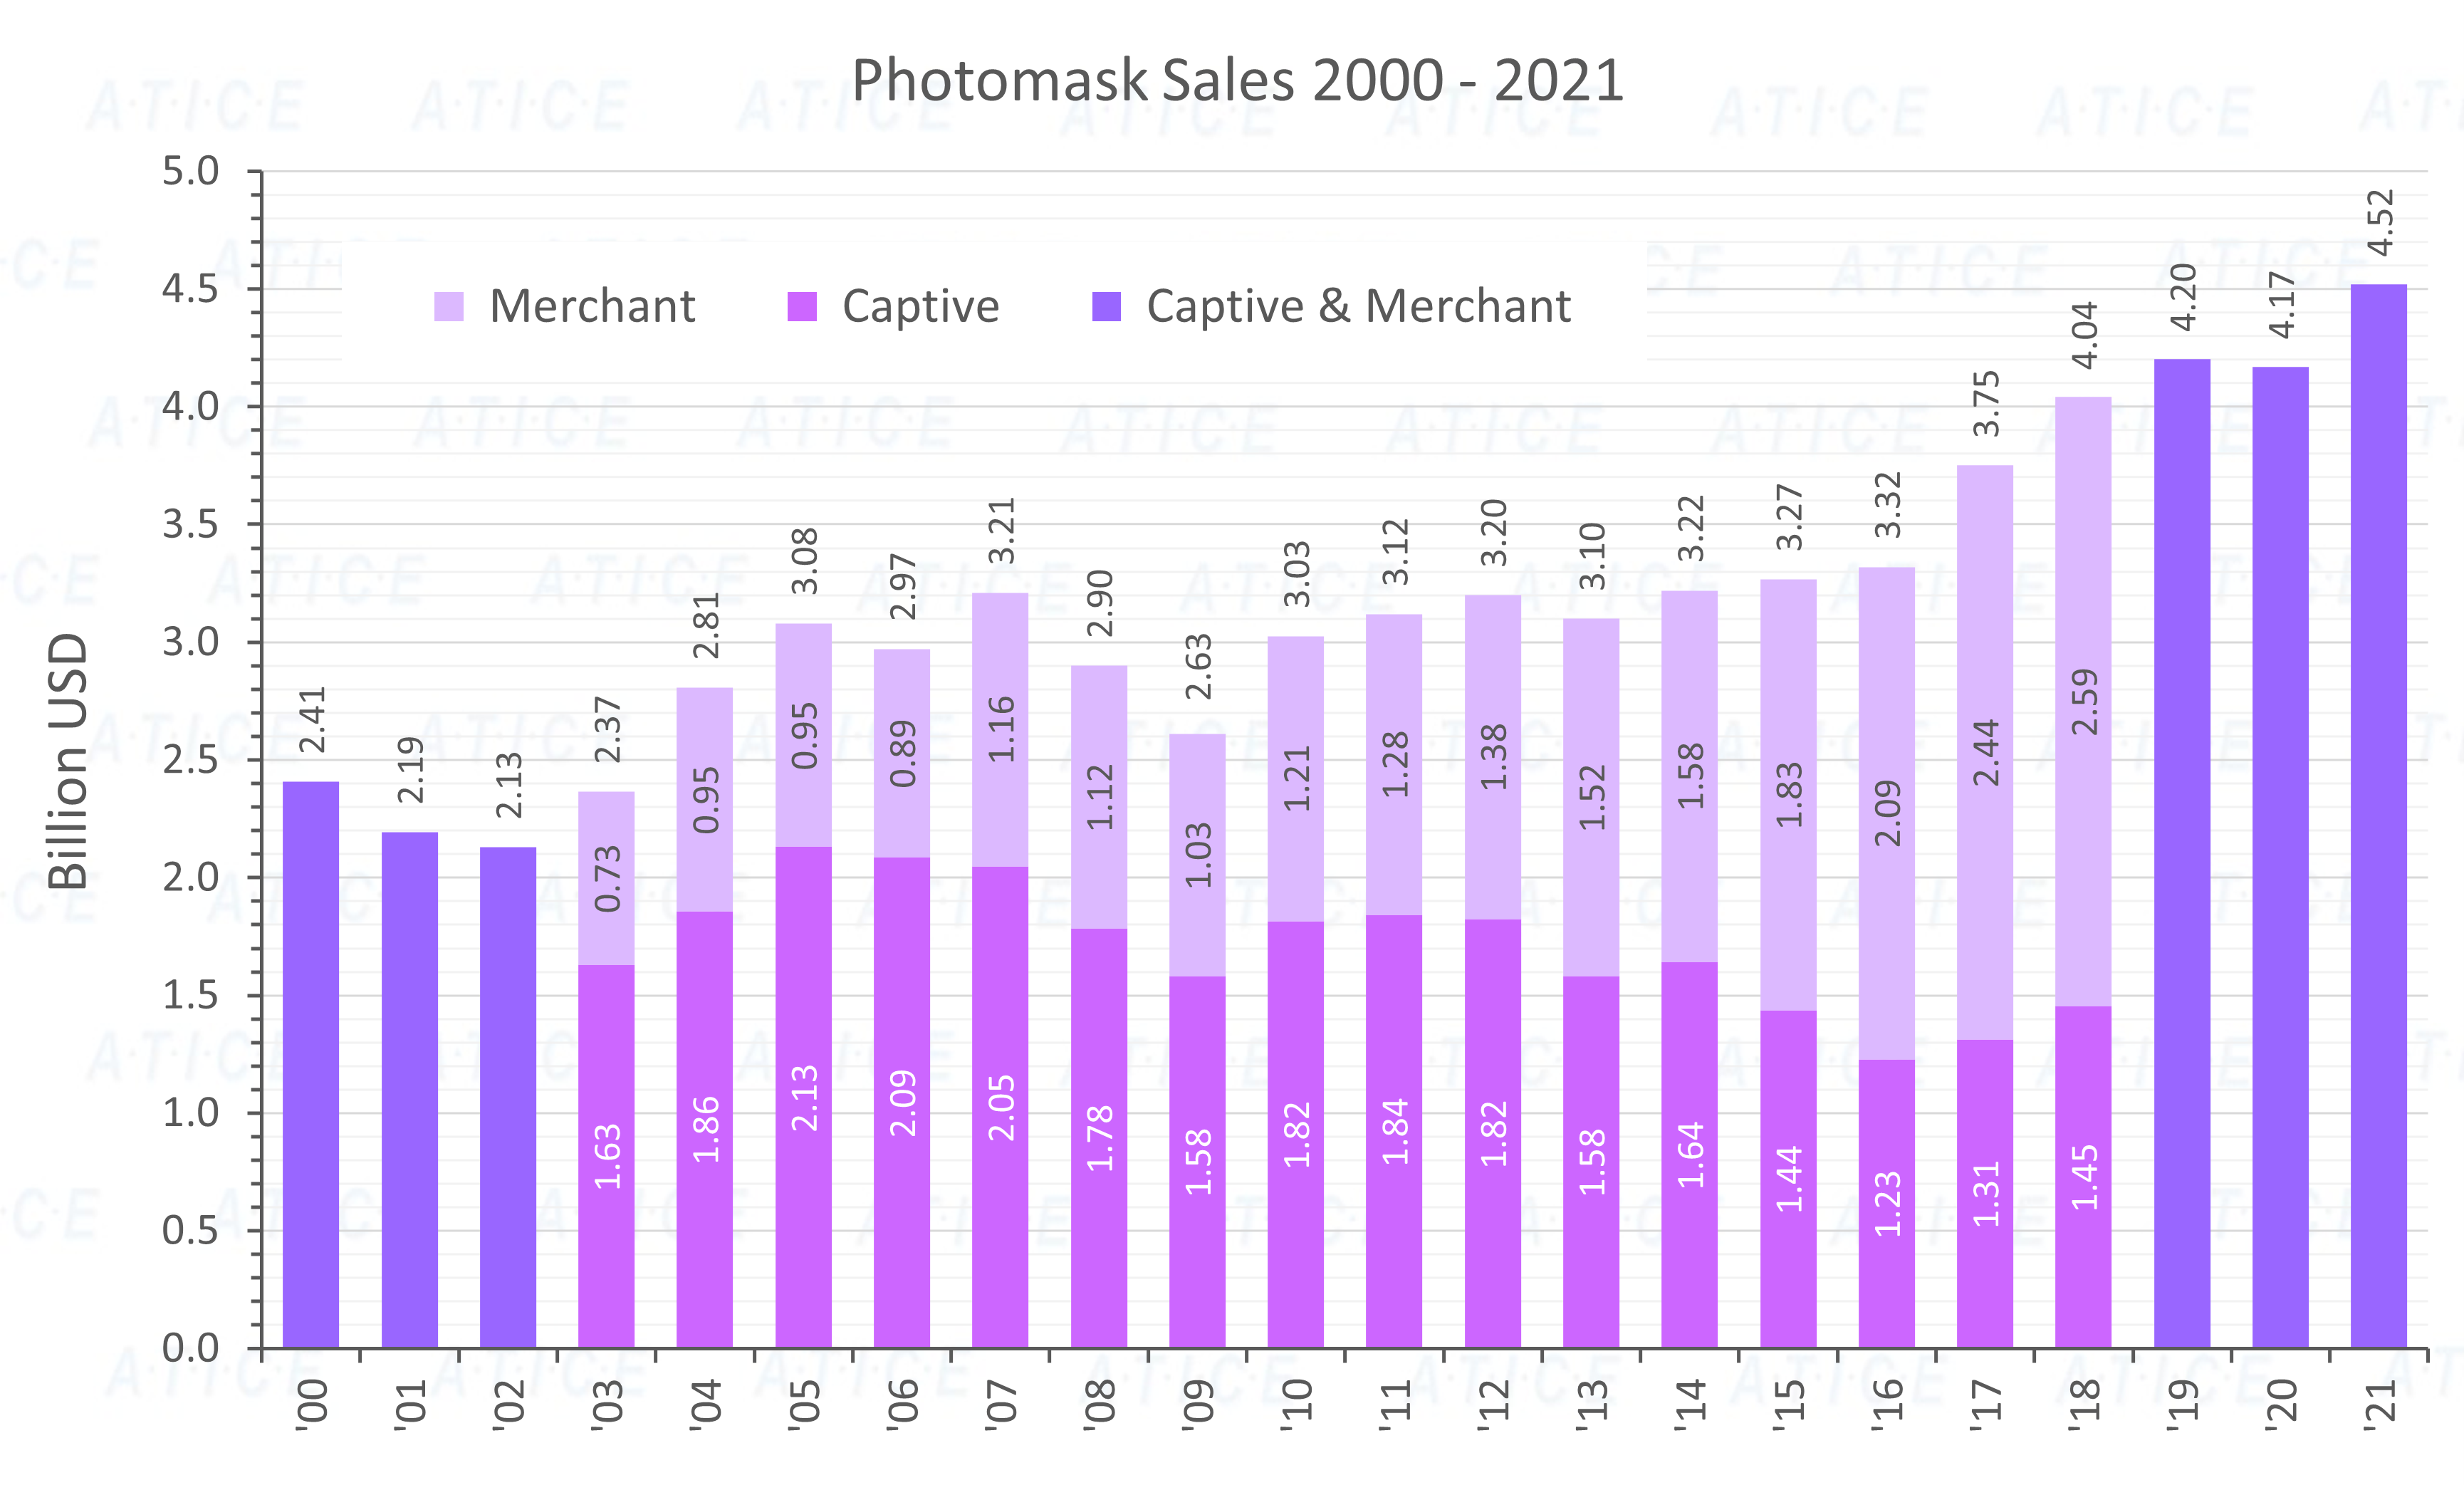 Photomask Sales 2000 - 2021
Billion USD
5.0
4.5
4.0
3.5
3.0
2.5
2.0
1.5
1.0
0.5
0.0
Merchant Captive Captive & Merchant
2.41 2.19 2.13 2.37 2.81 3.08 2.97 3.21 2.90 2.63 3.03 3.12 3.20 3.10 3.22 3.27 3.32 3.75 4.04 4.20 4.17 4.52
0.73 0.95 0.95 0.89 1.16 1.12 1.03 1.21 1.28 1.38 1.52 1.58 1.83 2.09 2.44 2.59
1.63 1.86 2.13 2.09 2.05 1.78 1.58 1.82 1.84 1.82 1.58 1.64 1.44 1.23 1.31 1.45
'00 '01 '02 '03 '04 '05 '06 '07 '08 '09 '10 '11 '12 '13 '14 '15 '16 '17 '18 '19 '20 '21
A·T·I·C·E